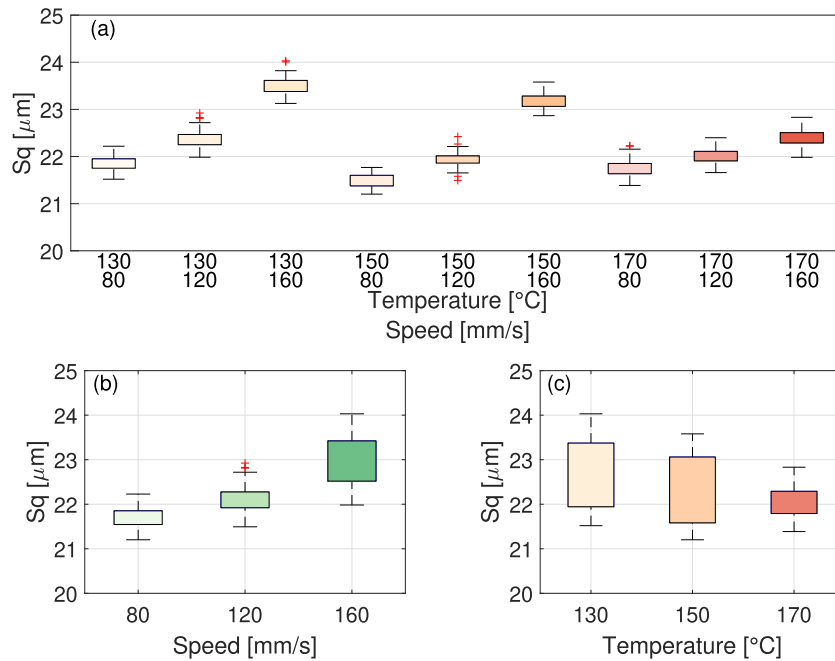 (a)
Sq [μm]
25
24
23
22
21
20
130 130 130 150 150 150 170 170 170
80 120 160 80 120 160 80 120 160
Temperature [°C]
Speed [mm/s]
(b)
Sq [μm]
25
24
23
22
21
20
80 120 160
Speed [mm/s]
(c)
Sq [μm]
25
24
23
22
21
20
130 150 170
Temperature [°C]